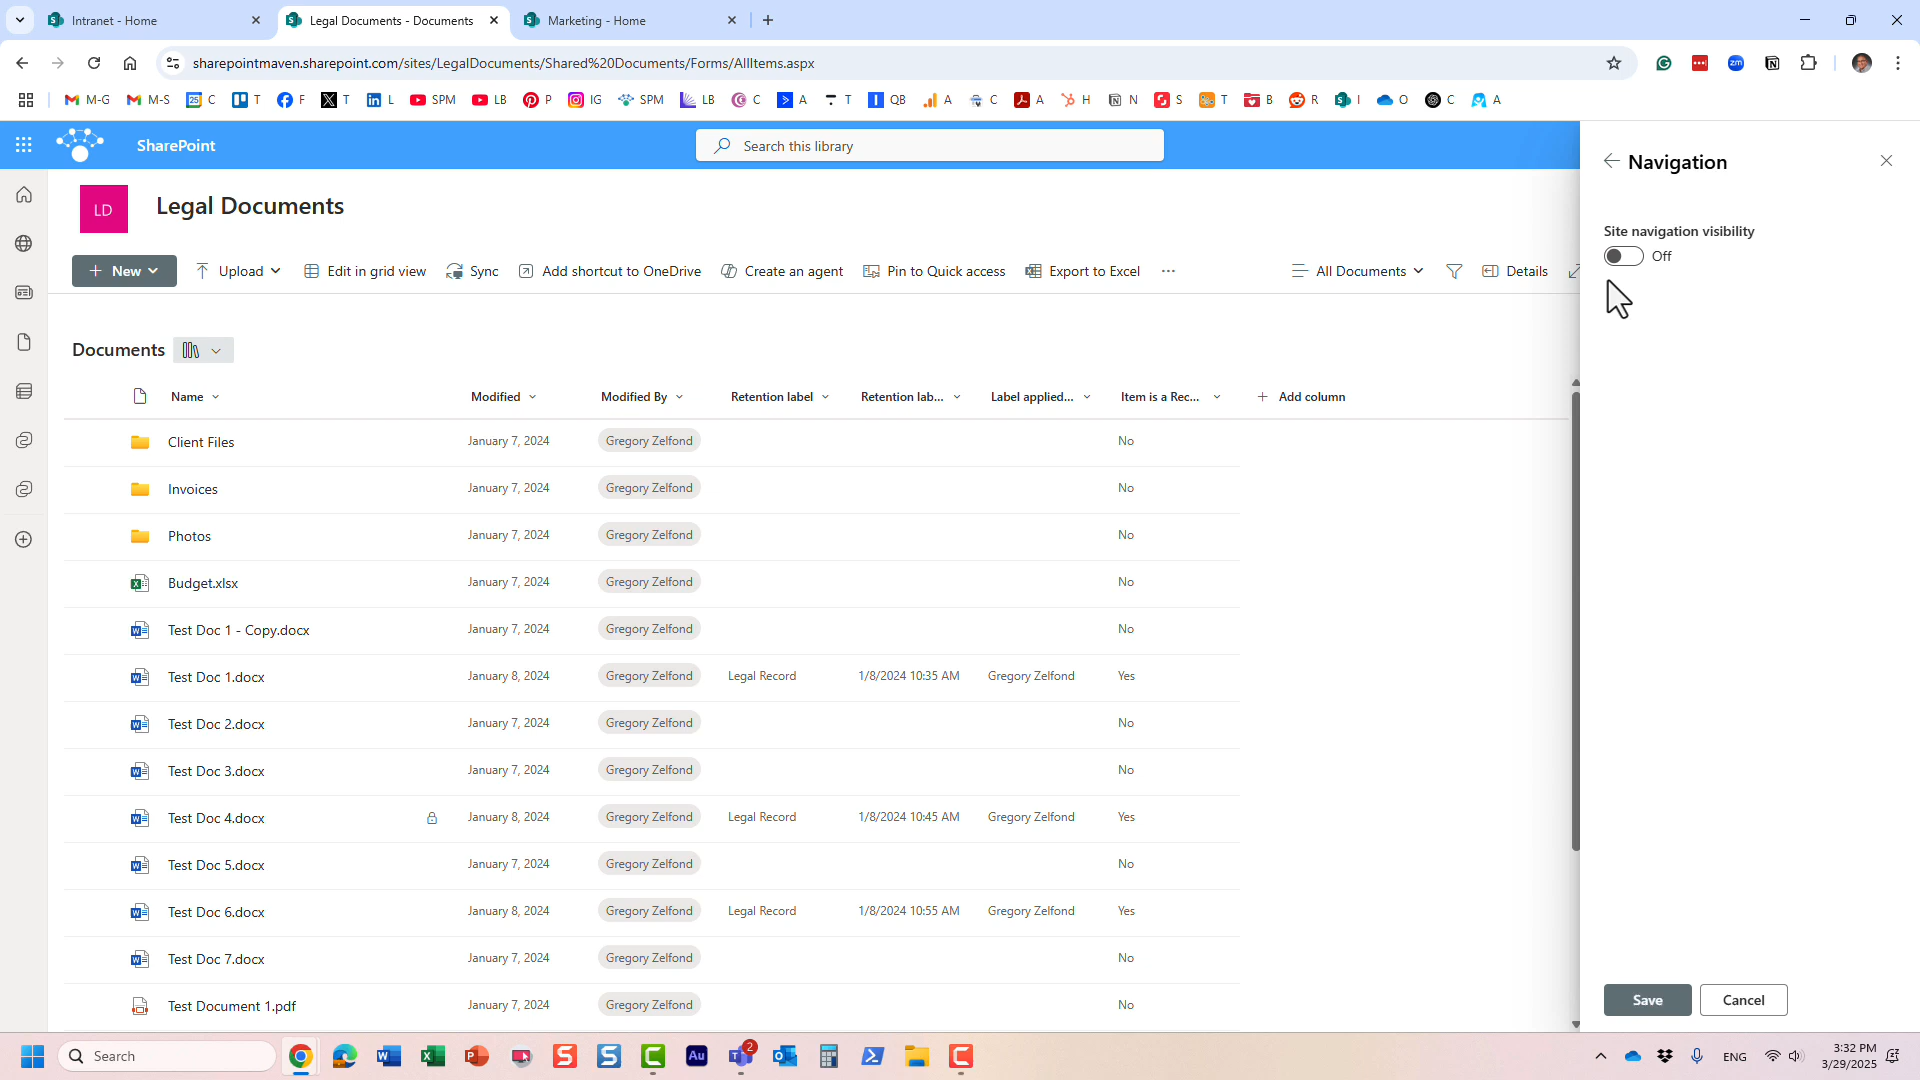 Intranet - Home
Legal Documents - Documents
Marketing - Home
sharepointmaven.sharepoint.com/sites/LegalDocuments/Shared%20Documents/Forms/AllItems.aspx
M-G M-S C T F T L SPM LB P IG SPM LB C A T QB A C A H N S T B R I O C A
SharePoint
Search this library
LD
Legal Documents
New Upload Edit in grid view Sync Add shortcut to OneDrive Create an agent Pin to Quick access Export to Excel ... All Documents Details
Documents
Name Modified Modified By Retention label Retention lab... Label applied... Item is a Rec... Add column
Client Files January 7, 2024 Gregory Zelfond No
Invoices January 7, 2024 Gregory Zelfond No
Photos January 7, 2024 Gregory Zelfond No
Budget.xlsx January 7, 2024 Gregory Zelfond No
Test Doc 1 - Copy.docx January 7, 2024 Gregory Zelfond No
Test Doc 1.docx January 8, 2024 Gregory Zelfond Legal Record 1/8/2024 10:35 AM Gregory Zelfond Yes
Test Doc 2.docx January 7, 2024 Gregory Zelfond No
Test Doc 3.docx January 7, 2024 Gregory Zelfond No
Test Doc 4.docx January 8, 2024 Gregory Zelfond Legal Record 1/8/2024 10:45 AM Gregory Zelfond Yes
Test Doc 5.docx January 7, 2024 Gregory Zelfond No
Test Doc 6.docx January 8, 2024 Gregory Zelfond Legal Record 1/8/2024 10:55 AM Gregory Zelfond Yes
Test Doc 7.docx January 7, 2024 Gregory Zelfond No
Test Document 1.pdf January 7, 2024 Gregory Zelfond No
Navigation
Site navigation visibility
Off
Save Cancel
Search
2
ENG
3:32 PM
3/29/2025